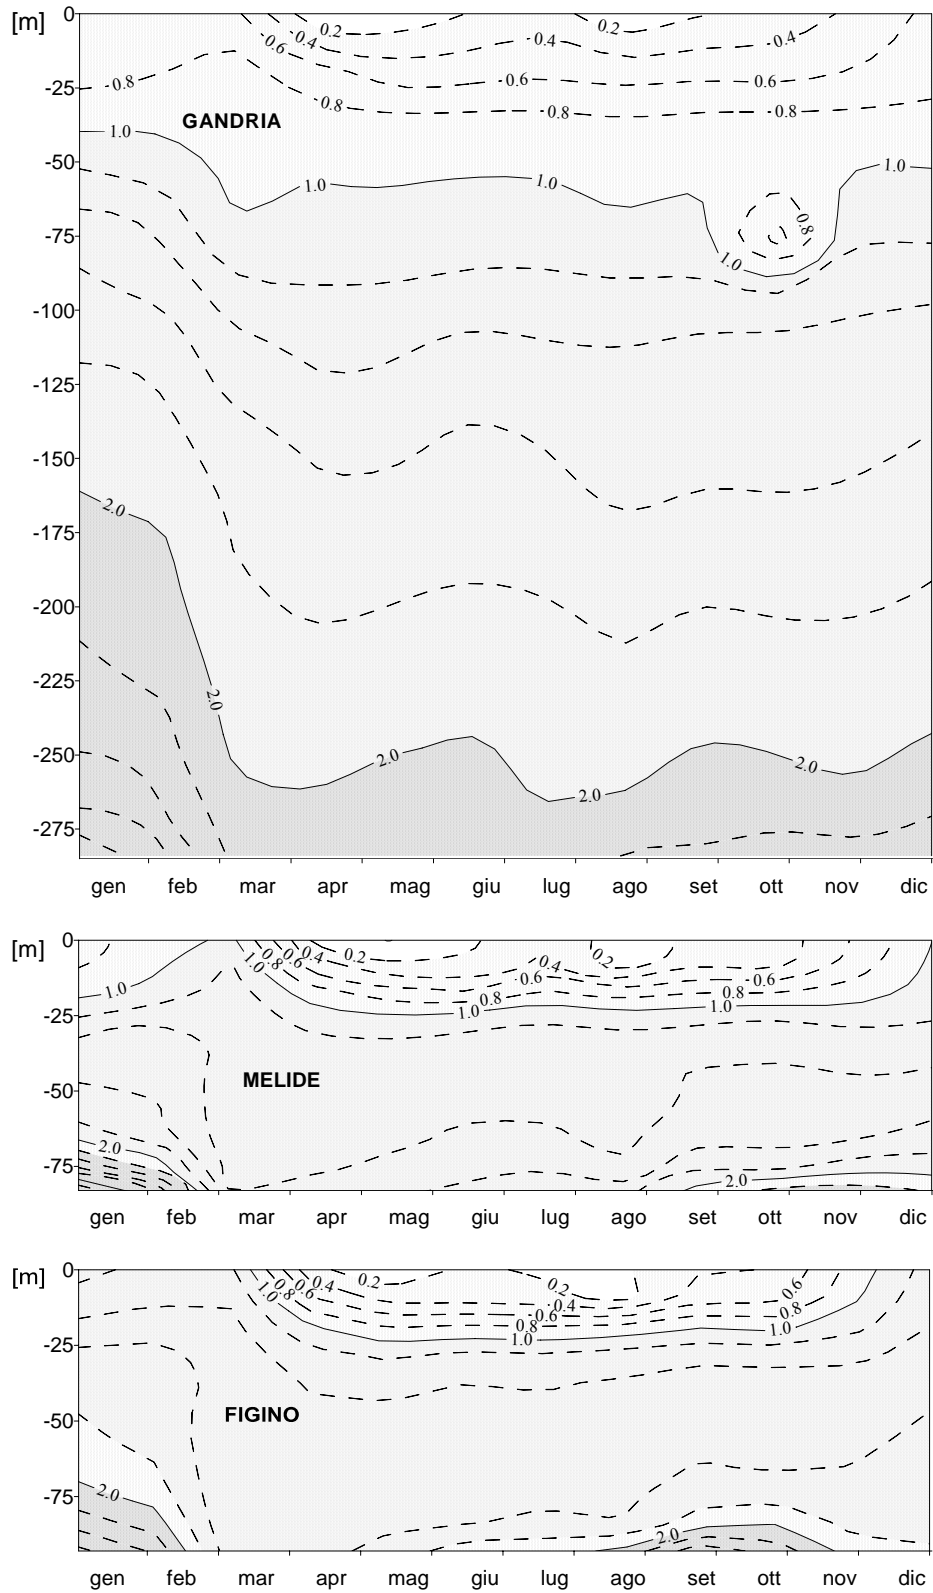 [m] 0
0.2 0.2
0.4 0.4 0.4
0.6 0.6 0.6
-25
0.8 0.8 0.8 0.8
GANDRIA
1.0
-50
1.0 1.0 1.0
-75
0.8
1.0
-100
-125
-150
-175
2.0
-200
-225
2.0
-250
2.0 2.0
2.0
-275
gen feb mar apr mag giu lug ago set ott nov dic
[m] 0
1.0 0.8 0.6 0.4 0.2 0.4 0.2
0.6 0.6
1.0 0.8 0.8
1.0 1.0
-25
-50
MELIDE
-75
2.0 2.0
gen feb mar apr mag giu lug ago set ott nov dic
[m] 0
1.0 0.8 0.6 0.4 0.2 0.2 0.6
0.4
0.6 0.8
0.8 1.0
1.0
-25
-50
FIGINO
-75
2.0
2.0
gen feb mar apr mag giu lug ago set ott nov dic